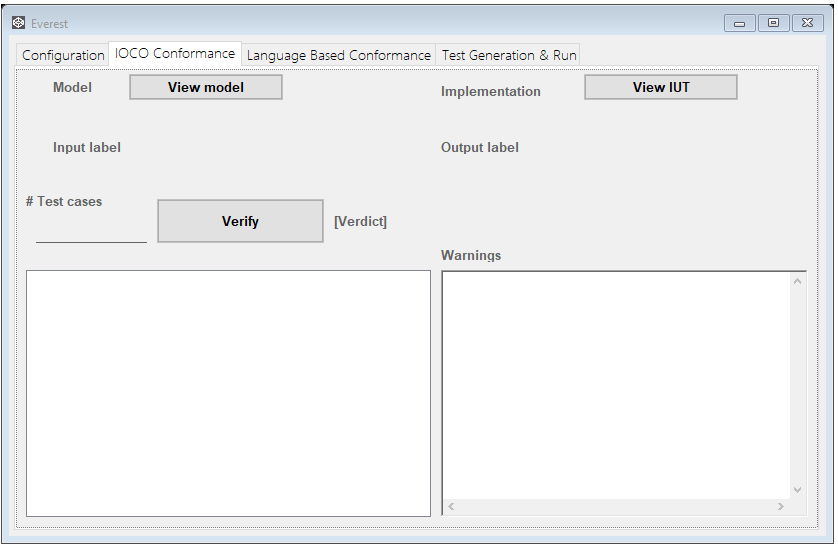 Everest
Configuration IOCO Conformance Language Based Conformance Test Generation & Run
Model View model Implementation View IUT
Input label Output label
# Test cases
Verify [Verdict]
Warnings